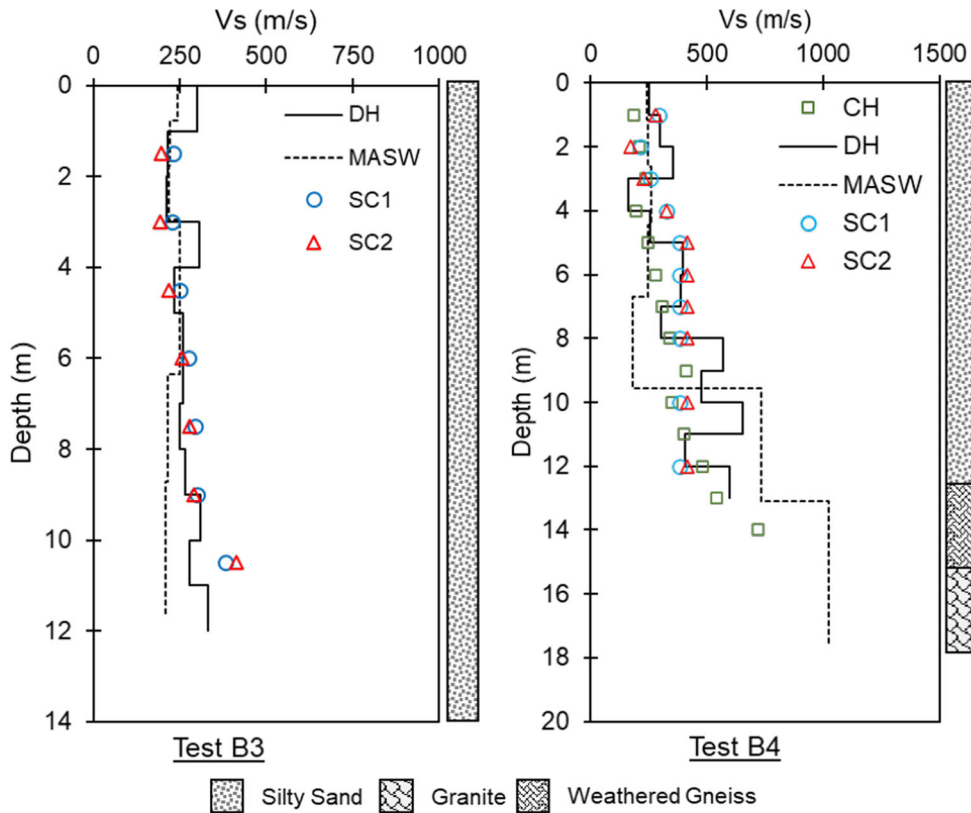 Vs (m/s)
0 250 500 750 1000
0
2
4
6
8
10
12
14
Depth (m)
DH
MASW
SC1
SC2
Test B3
Vs (m/s)
0 500 1000 1500
0
2
4
6
8
10
12
14
16
18
20
Depth (m)
CH
DH
MASW
SC1
SC2
Test B4
Silty Sand Granite Weathered Gneiss